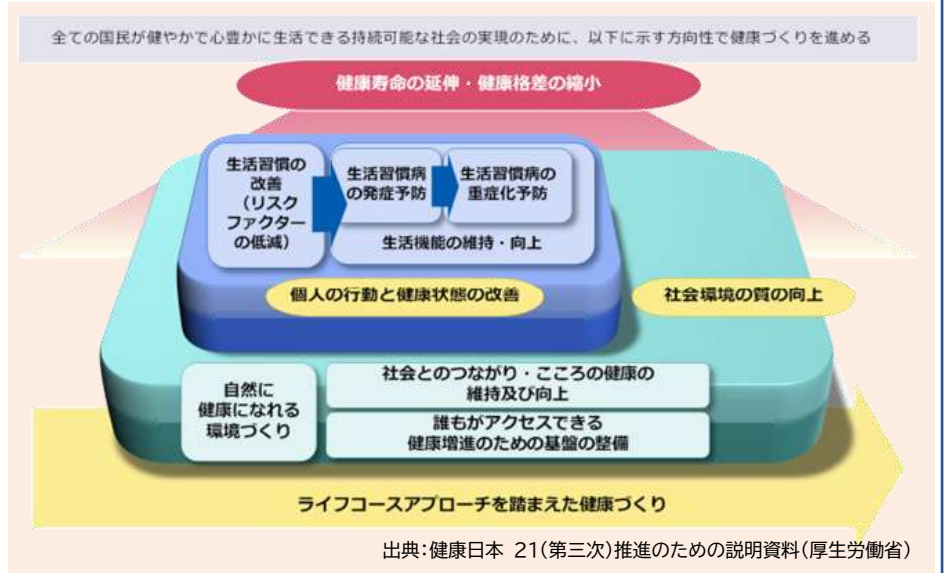 全ての国民が健やかで心豊かに生活できる持続可能な社会の実現のために、以下に示す方向性で健康づくりを進める
健康寿命の延伸・健康格差の縮小
生活習慣の
改善
(リスク
ファクター
の低減)
生活習慣病
の発症予防
生活習慣病の
重症化予防
生活機能の維持・向上
個人の行動と健康状態の改善
社会環境の質の向上
自然に
健康になれる
環境づくり
社会とのつながり・こころの健康の
維持及び向上
誰もがアクセスできる
健康増進のための基盤の整備
ライフコースアプローチを踏まえた健康づくり
出典:健康日本 21(第三次)推進のための説明資料(厚生労働省)